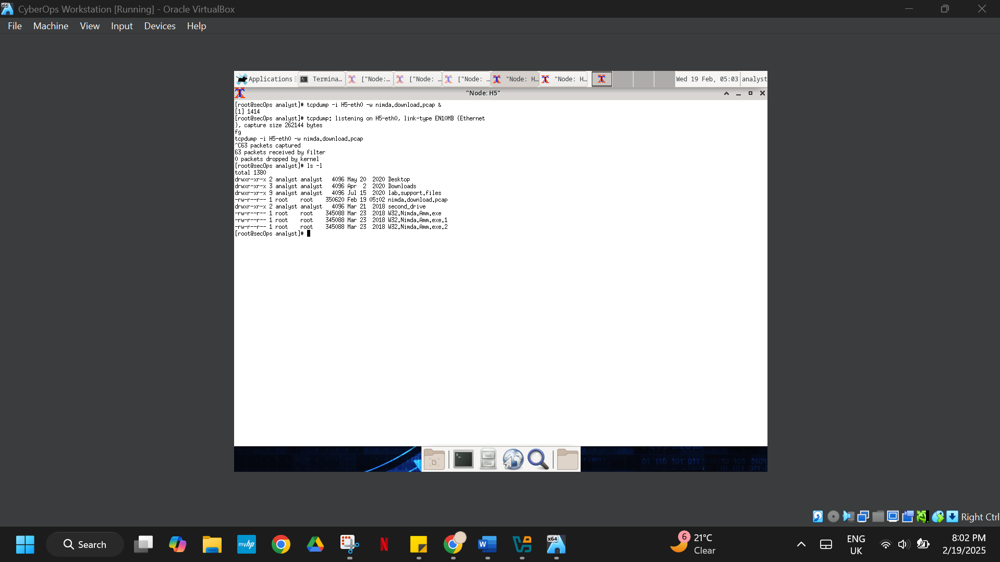 CyberOps Workstation [Running] - Oracle VirtualBox
File Machine View Input Devices Help
Applications Termina... ["Node:... ["Node: ... ["Node: ... "Node: H... "Node: H... Wed 19 Feb, 05:03 analyst
"Node: H5"
[root@secOps analyst]# tcpdump -i H5-eth0 -w nimda.download.pcap &
[1] 1414
[root@secOps analyst]# tcpdump: listening on H5-eth0, link-type EN10MB (Ethernet
), capture size 262144 bytes
fg
tcpdump -i H5-eth0 -w nimda.download.pcap
^C63 packets captured
63 packets received by filter
0 packets dropped by kernel
[root@secOps analyst]# ls -l
total 1380
drwxr-xr-x 2 analyst analyst 4096 May 20 2020 Desktop
drwxr-xr-x 3 analyst analyst 4096 Apr 2 2020 Downloads
drwxr-xr-x 9 analyst analyst 4096 Jul 15 2020 lab.support.files
-rw-r--r-- 1 root root 350620 Feb 19 05:02 nimda.download.pcap
drwxr-xr-x 2 analyst analyst 4096 Mar 21 2018 second_drive
-rw-r--r-- 1 root root 345088 Mar 23 2018 W32.Nimda.Amm.exe
-rw-r--r-- 1 root root 345088 Mar 23 2018 W32.Nimda.Amm.exe.1
-rw-r--r-- 1 root root 345088 Mar 23 2018 W32.Nimda.Amm.exe.2
[root@secOps analyst]#
Right Ctrl
Search
myhp
x64
6
21°C
Clear
ENG
UK
8:02 PM
2/19/2025